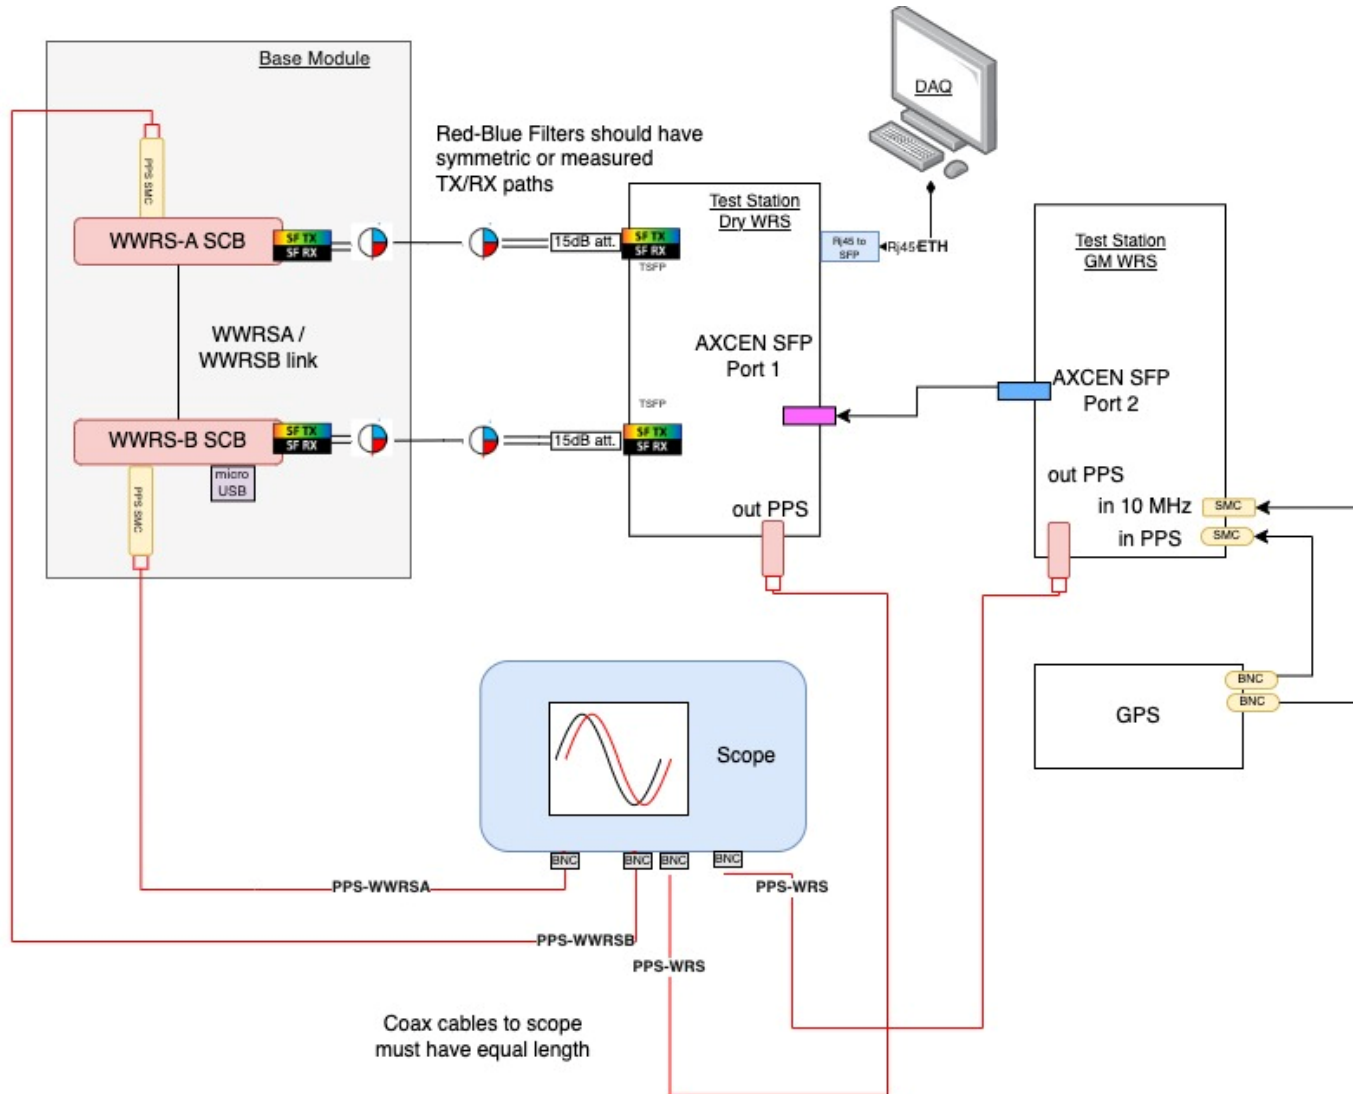 Base Module
DAQ
Red-Blue Filters should have
symmetric or measured
TX/RX paths
PPS SMC
WWRS-A SCB
SF TX
SF RX
15dB att.
SF TX
SF RX
TSFP
Test Station
Dry WRS
Rj45 to
SFP
Rj45-ETH
Test Station
GM WRS
WWRSA /
WWRSB link
AXCEN SFP
Port 1
AXCEN SFP
Port 2
TSFP
WWRS-B SCB
SF TX
SF RX
15dB att.
SF TX
SF RX
micro
USB
PPS SMC
out PPS
out PPS
in 10 MHz
SMC
in PPS
SMC
GPS
BNC
BNC
Scope
BNC
BNC
BNC
BNC
PPS-WWRSA
PPS-WRS
PPS-WWRSB
PPS-WRS
Coax cables to scope
must have equal length